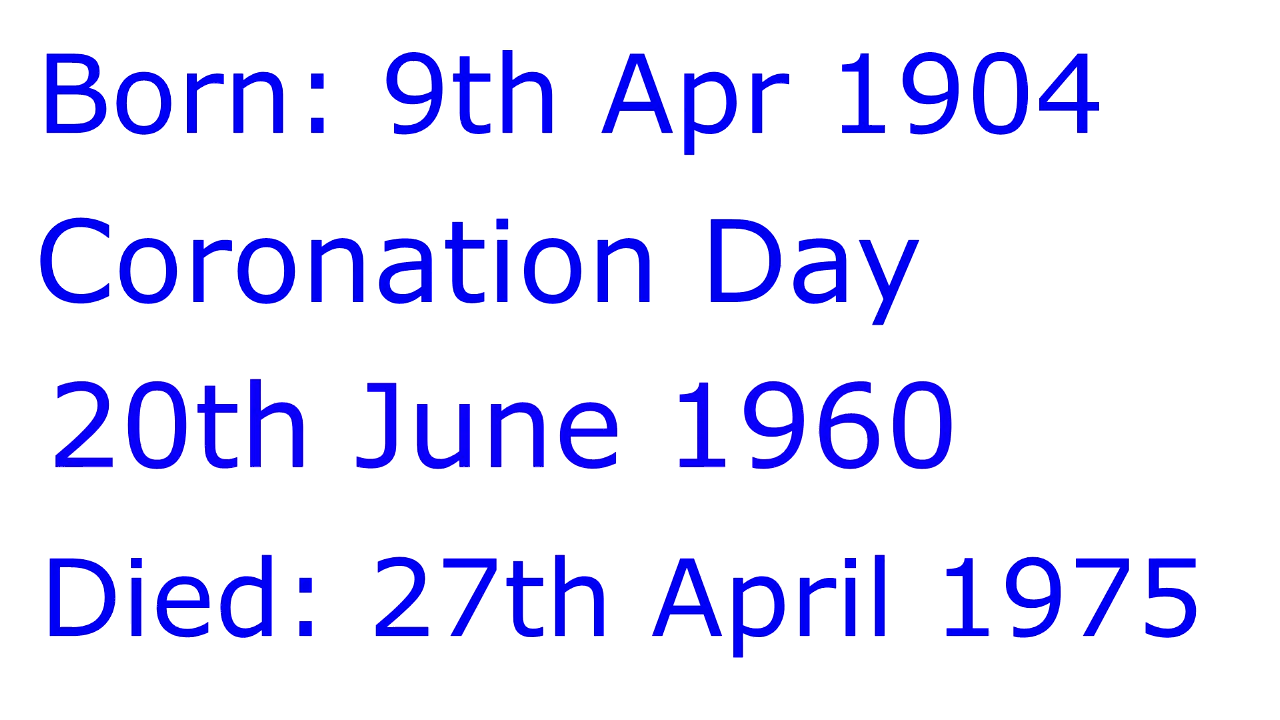 Born: 9th Apr 1904
Coronation Day
20th June 1960
Died: 27th April 1975